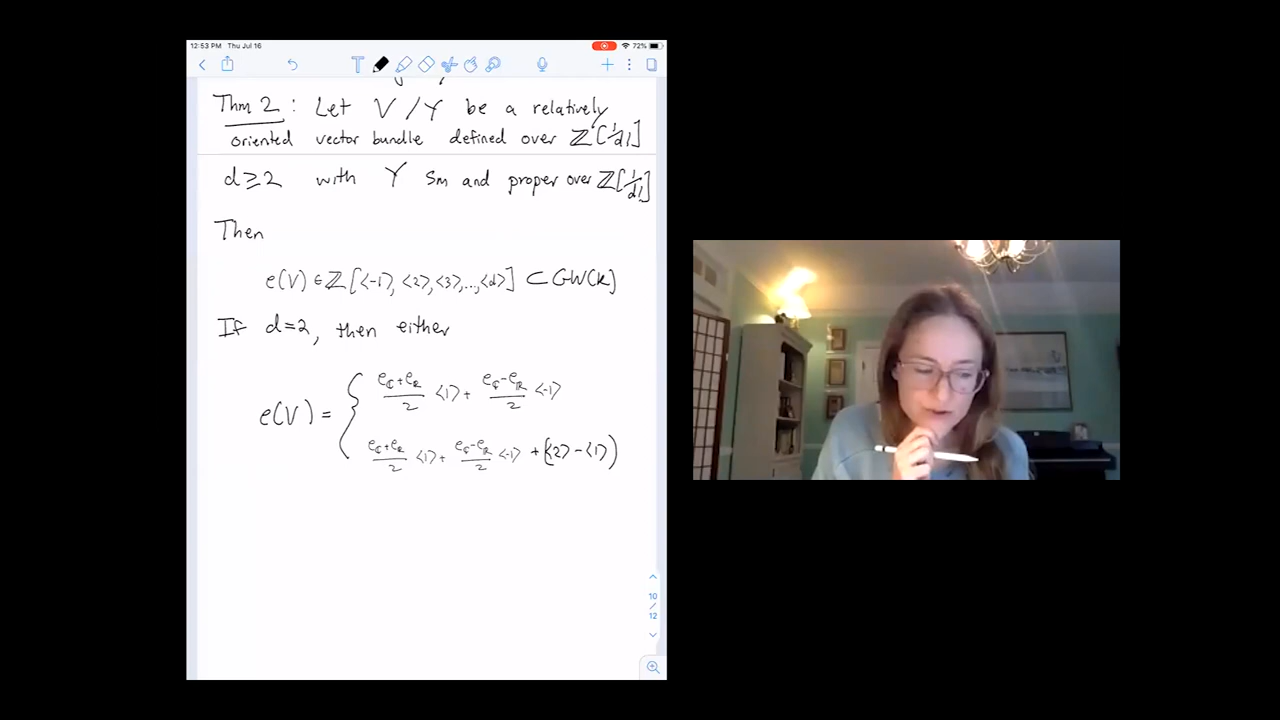 12:53 PM Thu Jul 16
72%
Thm 2 : Let V / Y be a relatively
oriented vector bundle defined over ℤ[1/d!]
d ≥ 2 with Y sm and proper over ℤ[1/d!]
Then
e(V) ∈ ℤ[<-1>, <2>, <3>, ..., <d>] ⊂ GW(k)
If d=2, then either
e(V) = { (e_ℂ+e_ℝ)/2 <1> + (e_ℂ-e_ℝ)/2 <-1>
(e_ℂ+e_ℝ)/2 <1> + (e_ℂ-e_ℝ)/2 <-1> + (<2> - <1>)
10
/
12